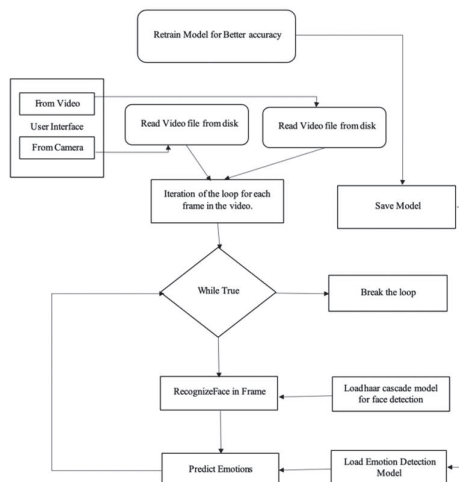 Retrain Model for Better accuracy
From Video
User Interface
From Camera
Read Video file from disk
Read Video file from disk
Iteration of the loop for each
frame in the video.
Save Model
While True
Break the loop
RecognizeFace in Frame
Loadhaar cascade model
for face detection
Predict Emotions
Load Emotion Detection
Model